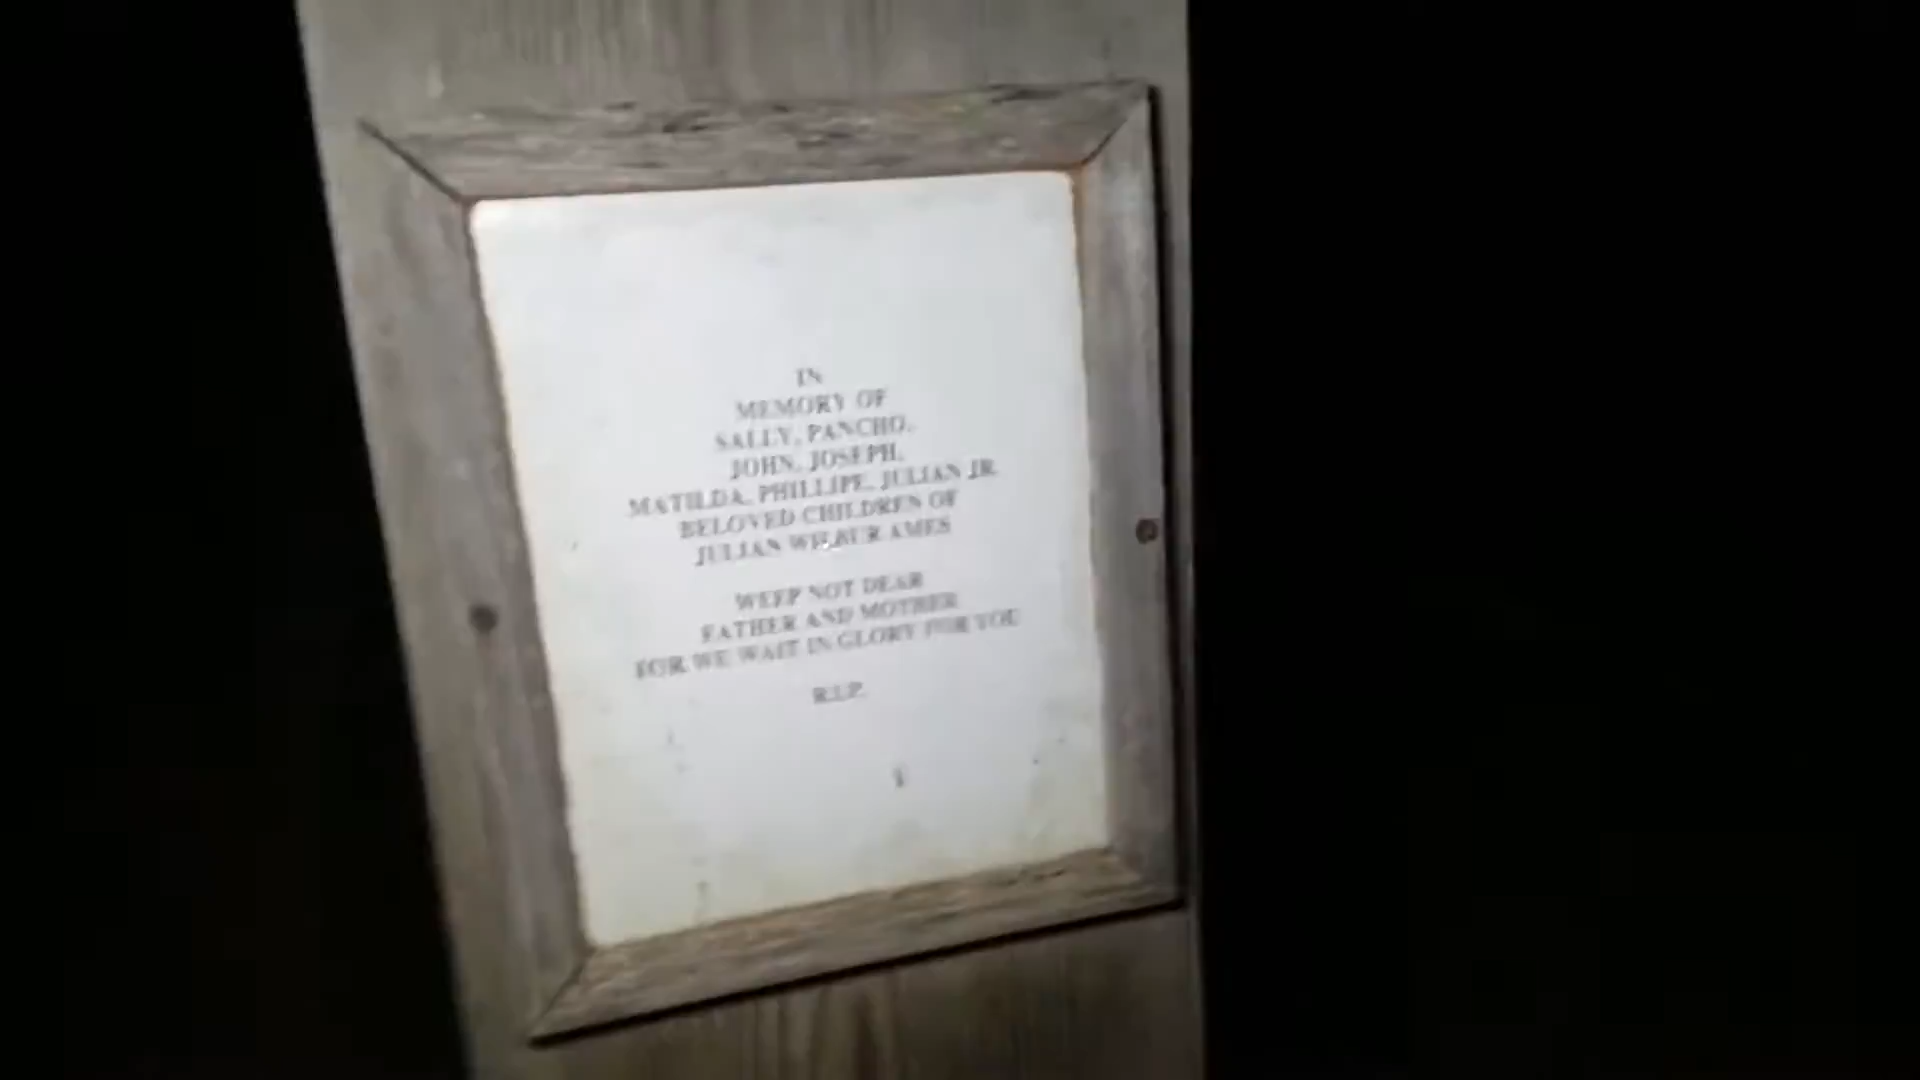 IN
MEMORY OF
SALLY, PANCHO,
JOHN, JOSEPH,
MATILDA, PHILLIPE, JULIAN JR.
BELOVED CHILDREN OF
JULIAN WILBUR AMES
WEEP NOT DEAR
FATHER AND MOTHER
FOR WE WAIT IN GLORY FOR YOU
R.I.P.